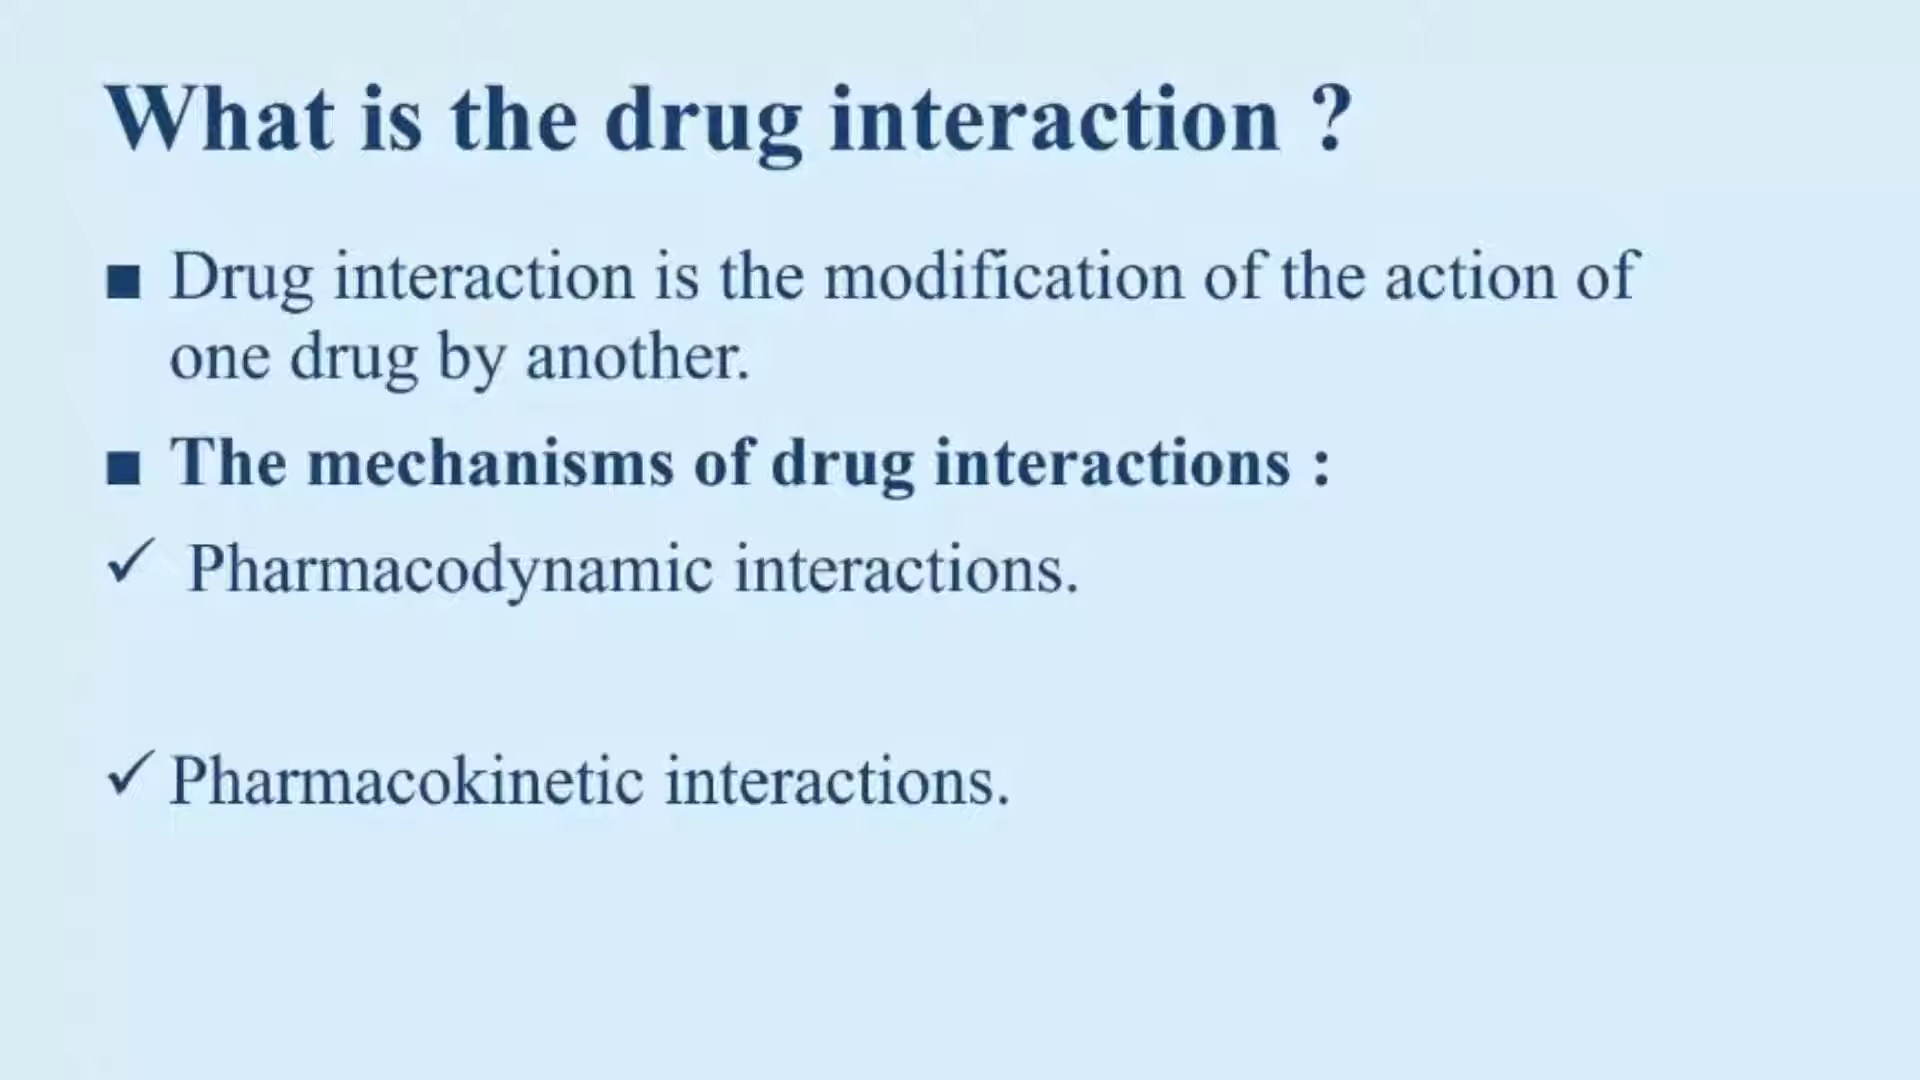 What is the drug interaction ?
■ Drug interaction is the modification of the action of
one drug by another.
■ The mechanisms of drug interactions :
✓ Pharmacodynamic interactions.
✓ Pharmacokinetic interactions.